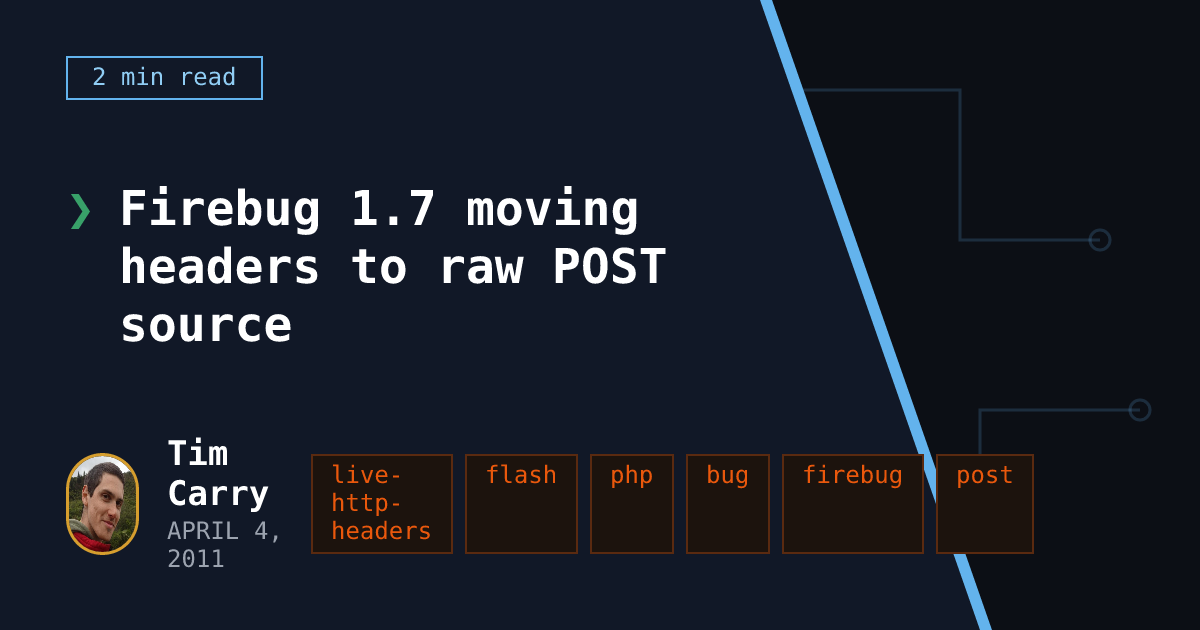 2 min read
❯ Firebug 1.7 moving
headers to raw POST
source
Tim
Carry
APRIL 4,
2011
live-
http-
headers
flash
php
bug
firebug
post